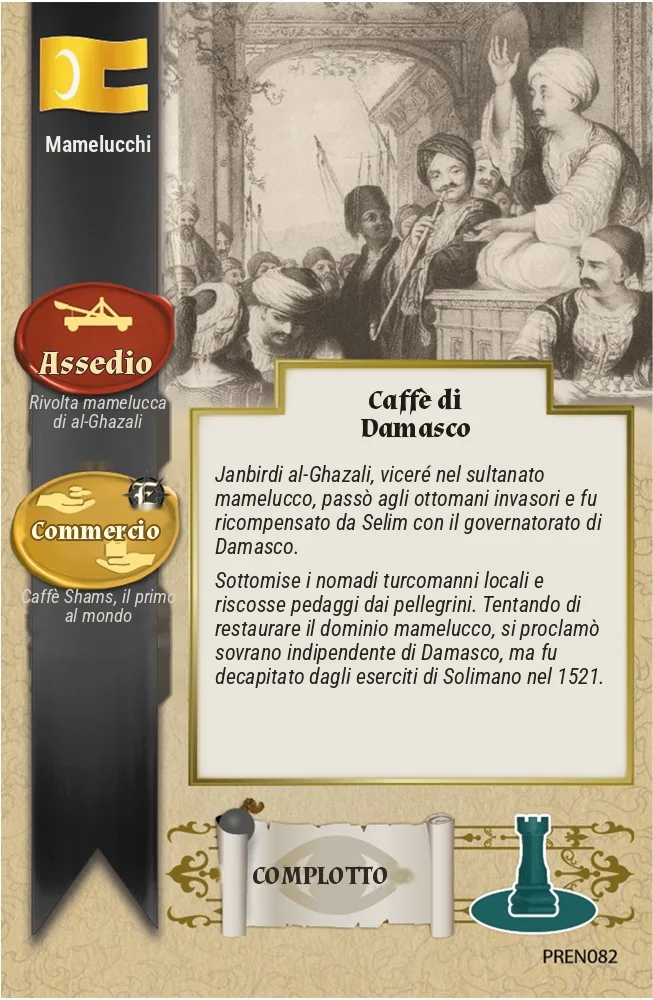 Mamelucchi
Assedio
Rivolta mamelucca
di al-Ghazali
Commercio
Caffè Shams, il primo
al mondo
Caffè di
Damasco
Janbirdi al-Ghazali, viceré nel sultanato
mamelucco, passò agli ottomani invasori e fu
ricompensato da Selim con il governatorato di
Damasco.
Sottomise i nomadi turcomanni locali e
riscosse pedaggi dai pellegrini. Tentando di
restaurare il dominio mamelucco, si proclamò
sovrano indipendente di Damasco, ma fu
decapitato dagli eserciti di Solimano nel 1521.
COMPLOTTO
PREN082